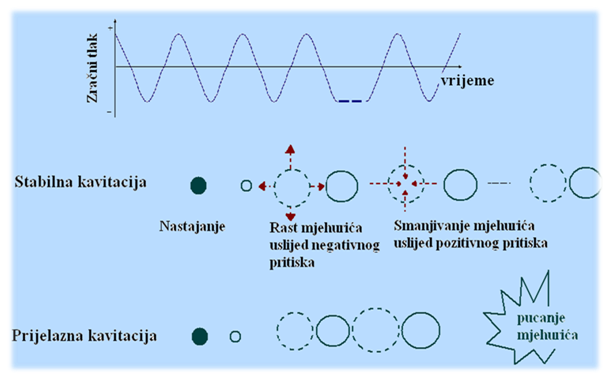 +
Zračni tlak
–
vrijeme
Stabilna kavitacija
Nastajanje
Rast mjehurića
uslijed negativnog
pritiska
Smanjivanje mjehurića
uslijed pozitivnog pritiska
Prijelazna kavitacija
pucanje
mjehurića